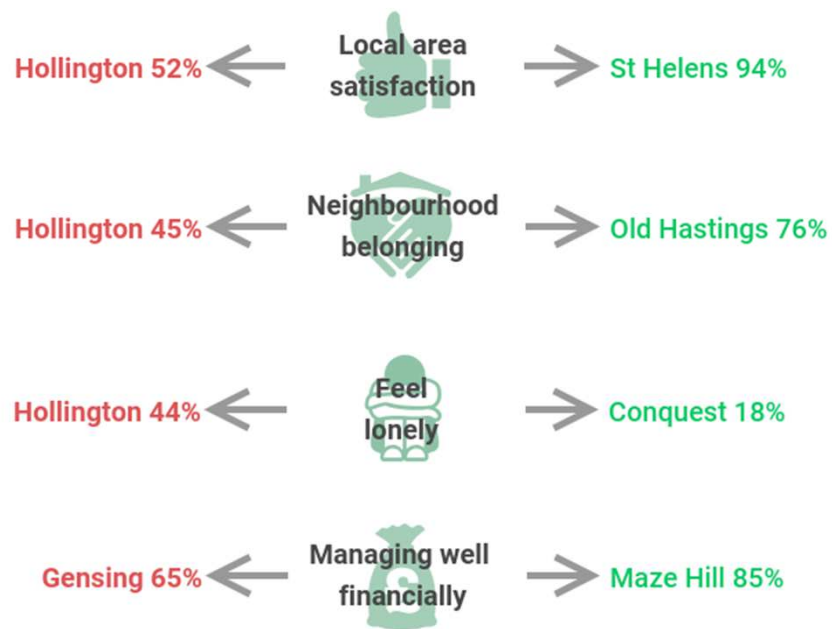 Local area
Hollington 52%
St Helens 94%
satisfaction
Neighbourhood
Hollington 45%
Old Hastings 76%
belonging
Feel
Hollington 44%
Conquest 18%
lonely
Managing well
Gensing 65%
Maze Hill 85%
financially